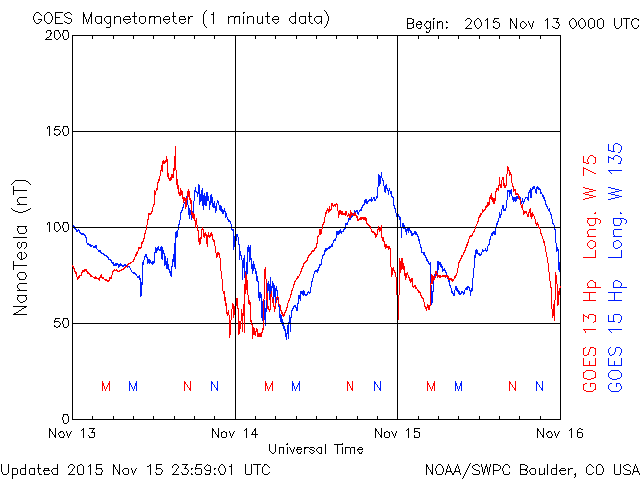 GOES Magnetometer (1 minute data)
Begin: 2015 Nov 13 0000 UTC
200
150
100
50
0
NanoTesla (nT)
M M N N M M N N M M N N
Nov 13 Nov 14 Nov 15 Nov 16
Universal Time
GOES 13 Hp Long. W 75
GOES 15 Hp Long. W 135
Updated 2015 Nov 15 23:59:01 UTC
NOAA/SWPC Boulder, CO USA